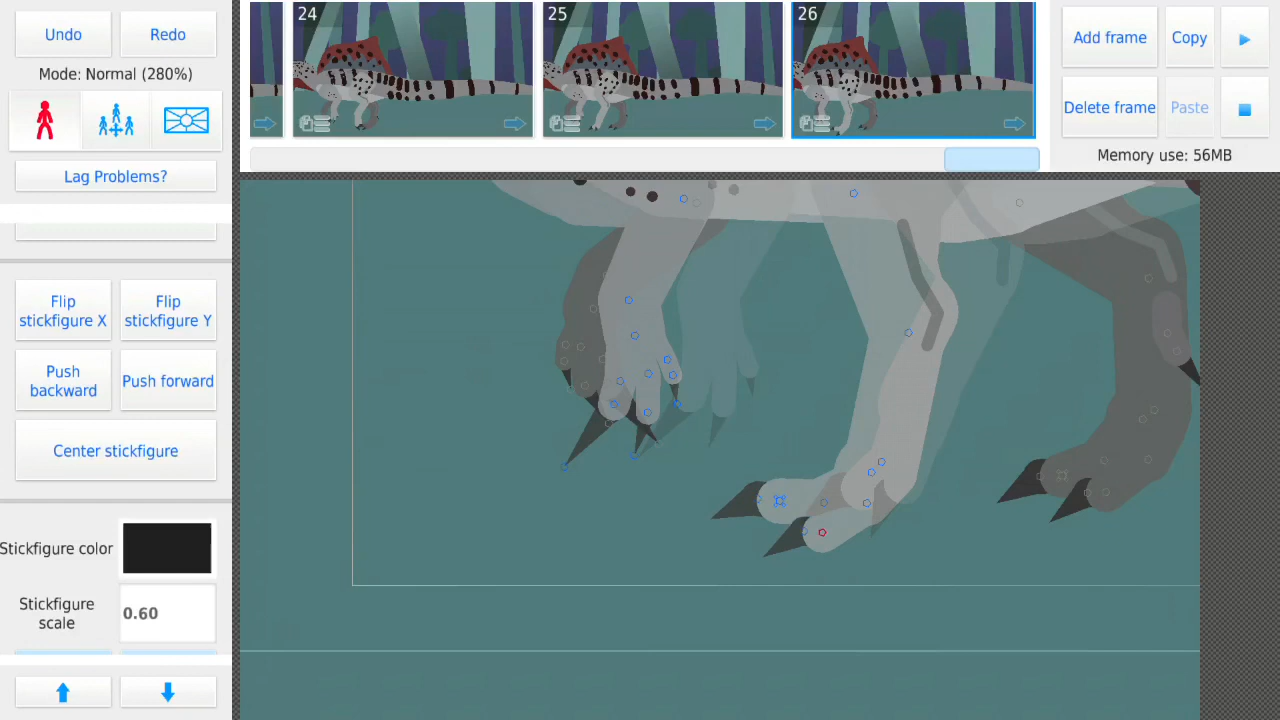 Undo
Redo
Mode: Normal (280%)
Lag Problems?
Flip
stickfigure X
Flip
stickfigure Y
Push
backward
Push forward
Center stickfigure
Stickfigure color
Stickfigure
scale
0.60
24
25
26
Add frame
Copy
Delete frame
Paste
Memory use: 56MB